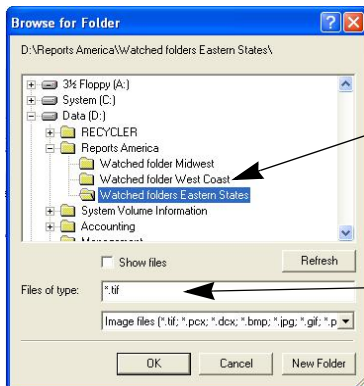 Browse for Folder
D:\Reports America\Watched folders Eastern States\
3½ Floppy (A:)
System (C:)
Data (D:)
RECYCLER
Reports America
Watched folder Midwest
Watched folder West Coast
Watched folders Eastern States
System Volume Information
Accounting
Show files
Refresh
Files of type:
*.tif
Image files (*.tif; *.pcx; *.dcx; *.bmp; *.jpg; *.gif; *.p
OK
Cancel
New Folder